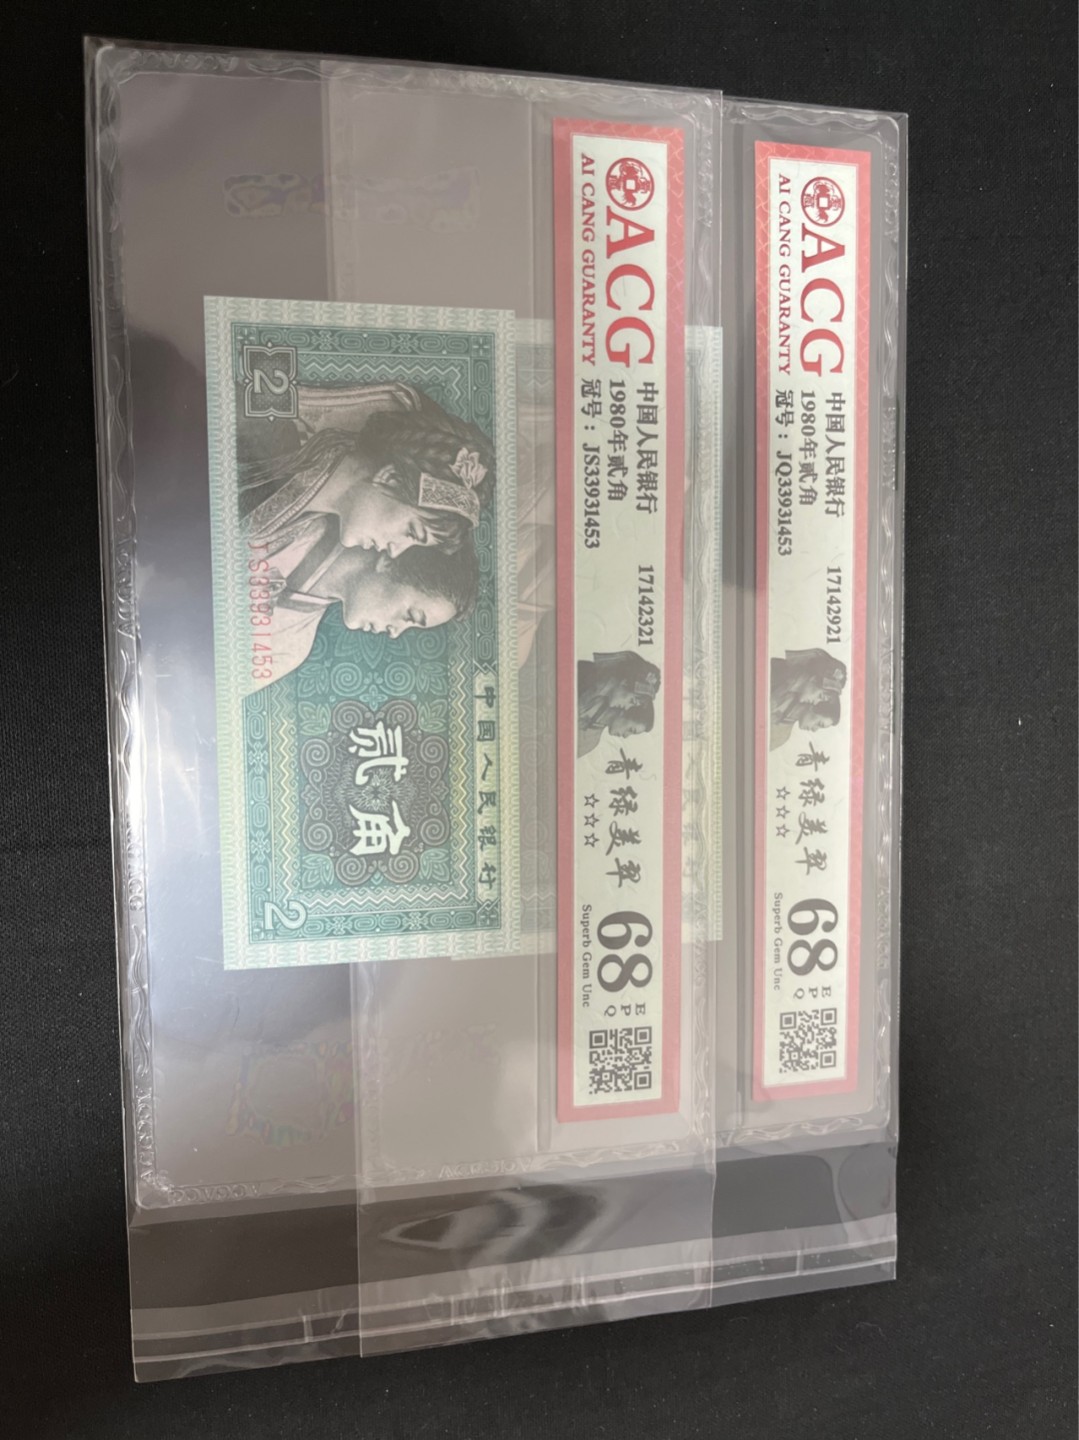 ACG
AI CANG GUARANTY
中国人民银行
1980年贰角
冠号：JQ33931453
17142921
青绿美翠
☆☆☆
68
EPQ
Superb Gem Unc
ACG
AI CANG GUARANTY
中国人民银行
1980年贰角
冠号：JS33931453
17142321
青绿美翠
☆☆☆
68
EPQ
Superb Gem Unc
中国人民银行
贰角
2
2
JS33931453